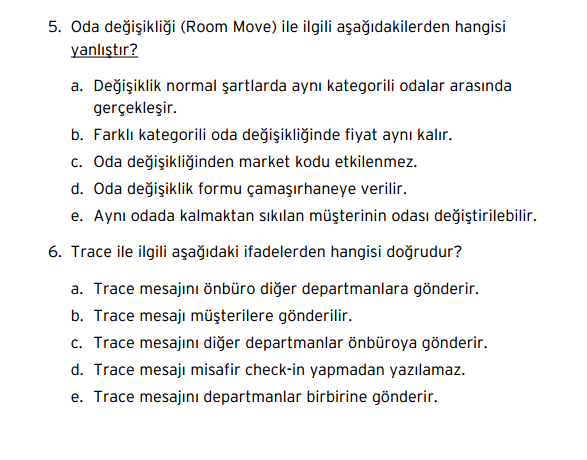 5. Oda değişikliği (Room Move) ile ilgili aşağıdakilerden hangisi
yanlıştır?
a. Değişiklik normal şartlarda aynı kategorili odalar arasında
gerçekleşir.
b. Farklı kategorili oda değişikliğinde fiyat aynı kalır.
c. Oda değişikliğinden market kodu etkilenmez.
d. Oda değişiklik formu çamaşırhaneye verilir.
e. Aynı odada kalmaktan sıkılan müşterinin odası değiştirilebilir.
6. Trace ile ilgili aşağıdaki ifadelerden hangisi doğrudur?
a. Trace mesajını önbüro diğer departmanlara gönderir.
b. Trace mesajı müşterilere gönderilir.
c. Trace mesajını diğer departmanlar önbüroya gönderir.
d. Trace mesajı misafir check-in yapmadan yazılamaz.
e. Trace mesajını departmanlar birbirine gönderir.